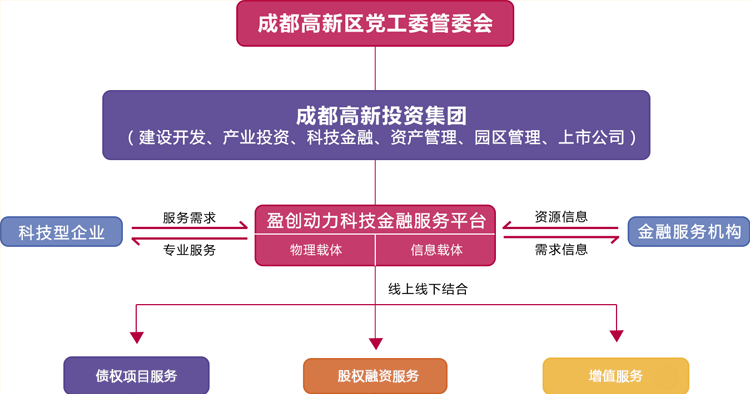 成都高新区党工委管委会
成都高新投资集团
（建设开发、产业投资、科技金融、资产管理、园区管理、上市公司）
科技型企业
服务需求
专业服务
盈创动力科技金融服务平台
物理载体
信息载体
资源信息
需求信息
金融服务机构
线上线下结合
债权项目服务
股权融资服务
增值服务